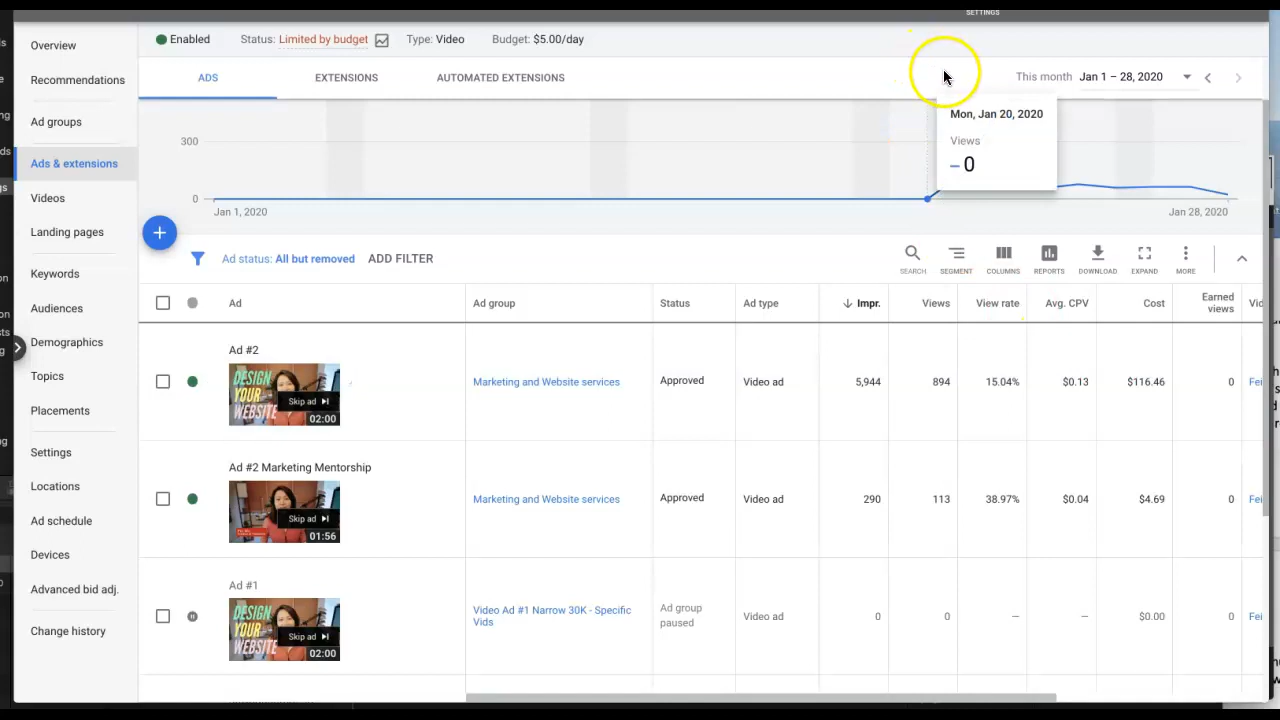 SETTINGS
Enabled Status: Limited by budget Type: Video Budget: $5.00/day
ADS EXTENSIONS AUTOMATED EXTENSIONS This month Jan 1 – 28, 2020
Overview
Recommendations
Ad groups
Ads & extensions
Videos
Landing pages
Keywords
Audiences
Demographics
Topics
Placements
Settings
Locations
Ad schedule
Devices
Advanced bid adj.
Change history
Mon, Jan 20, 2020
Views
– 0
300
0
Jan 1, 2020 Jan 28, 2020
Ad status: All but removed ADD FILTER
SEARCH SEGMENT COLUMNS REPORTS DOWNLOAD EXPAND MORE
Ad Ad group Status Ad type Impr. Views View rate Avg. CPV Cost Earned views Vid
Ad #2
DESIGN
YOUR
WEBSITE
Skip ad
02:00
Marketing and Website services Approved Video ad 5,944 894 15.04% $0.13 $116.46 0 Fei
Ad #2 Marketing Mentorship
Skip ad
01:56
Marketing and Website services Approved Video ad 290 113 38.97% $0.04 $4.69 0 Fei
Ad #1
DESIGN
YOUR
WEBSITE
Skip ad
02:00
Video Ad #1 Narrow 30K - Specific
Vids
Ad group
paused
Video ad 0 0 — — $0.00 0 Fei